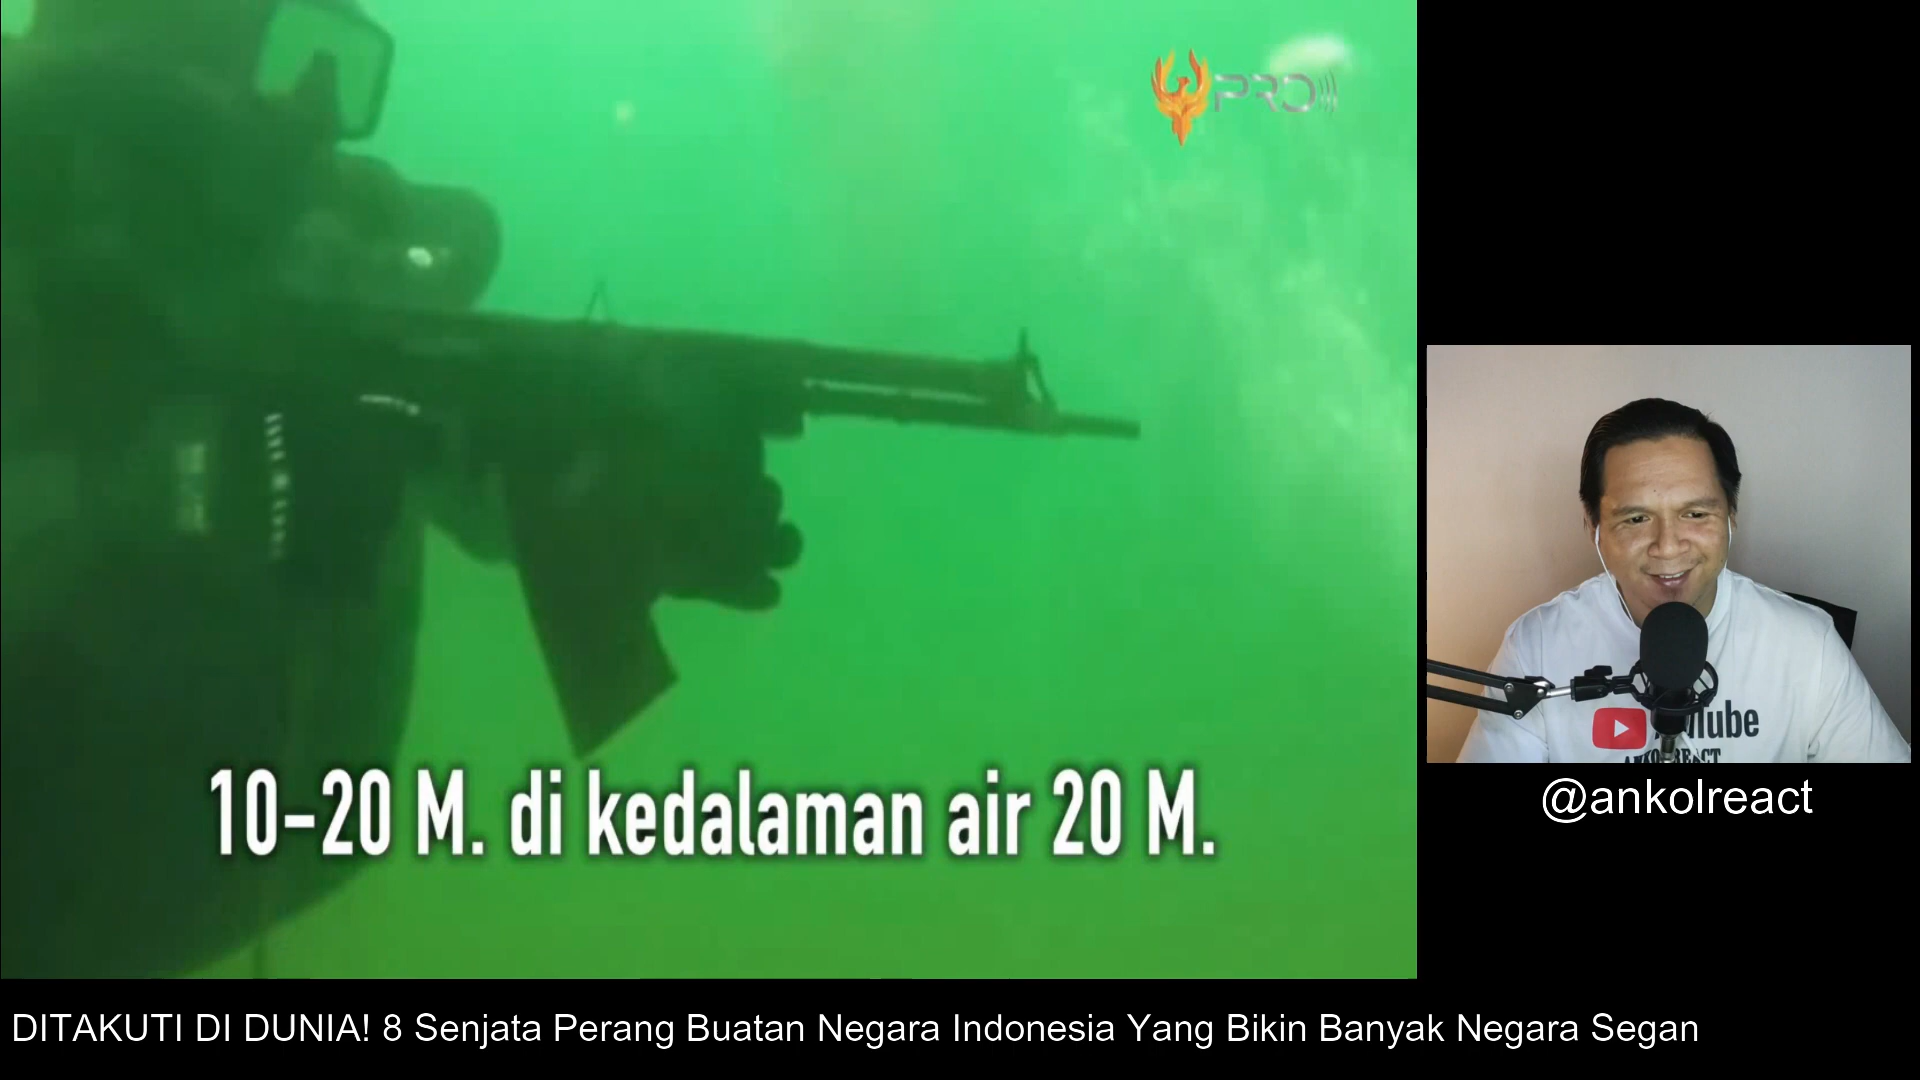 PRO
10-20 M. di kedalaman air 20 M.
@ankolreact
DITAKUTI DI DUNIA! 8 Senjata Perang Buatan Negara Indonesia Yang Bikin Banyak Negara Segan